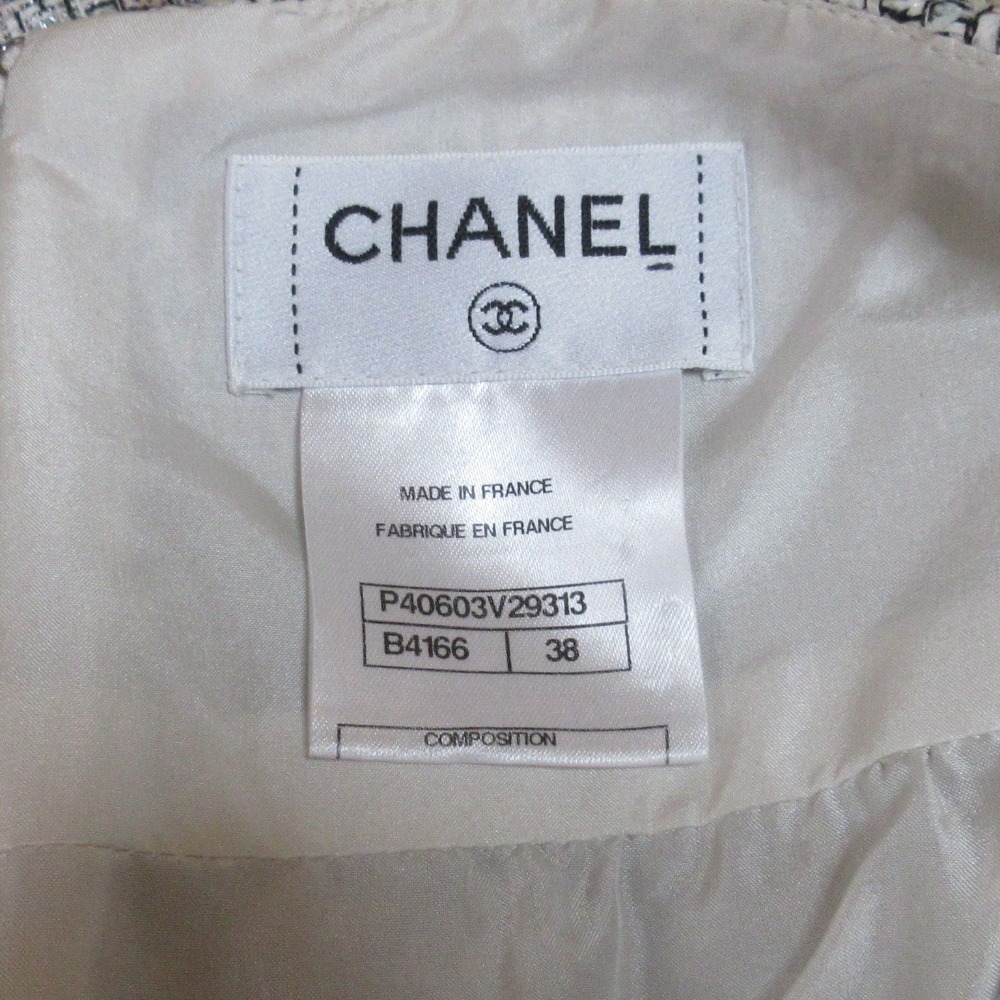 CHANEL
MADE IN FRANCE
FABRIQUE EN FRANCE
P40603V29313
B4166 38
COMPOSITION